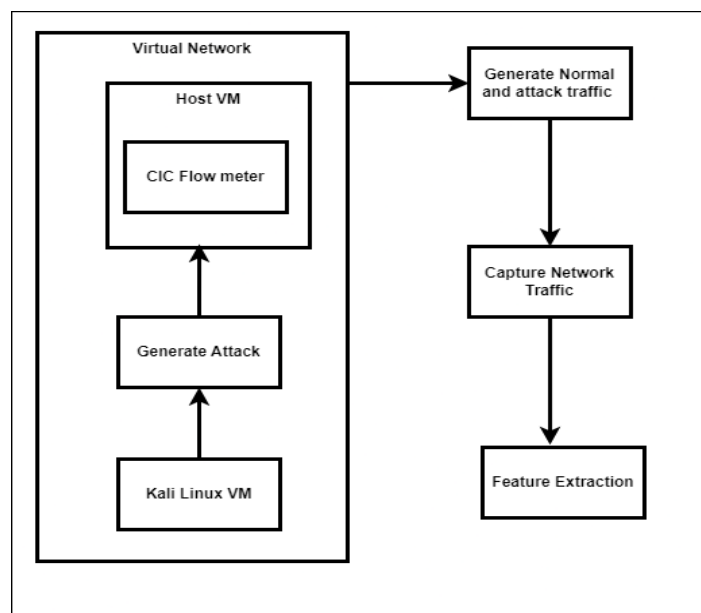 Virtual Network
Host VM
CIC Flow meter
Generate Attack
Kali Linux VM
Generate Normal
and attack traffic
Capture Network
Traffic
Feature Extraction